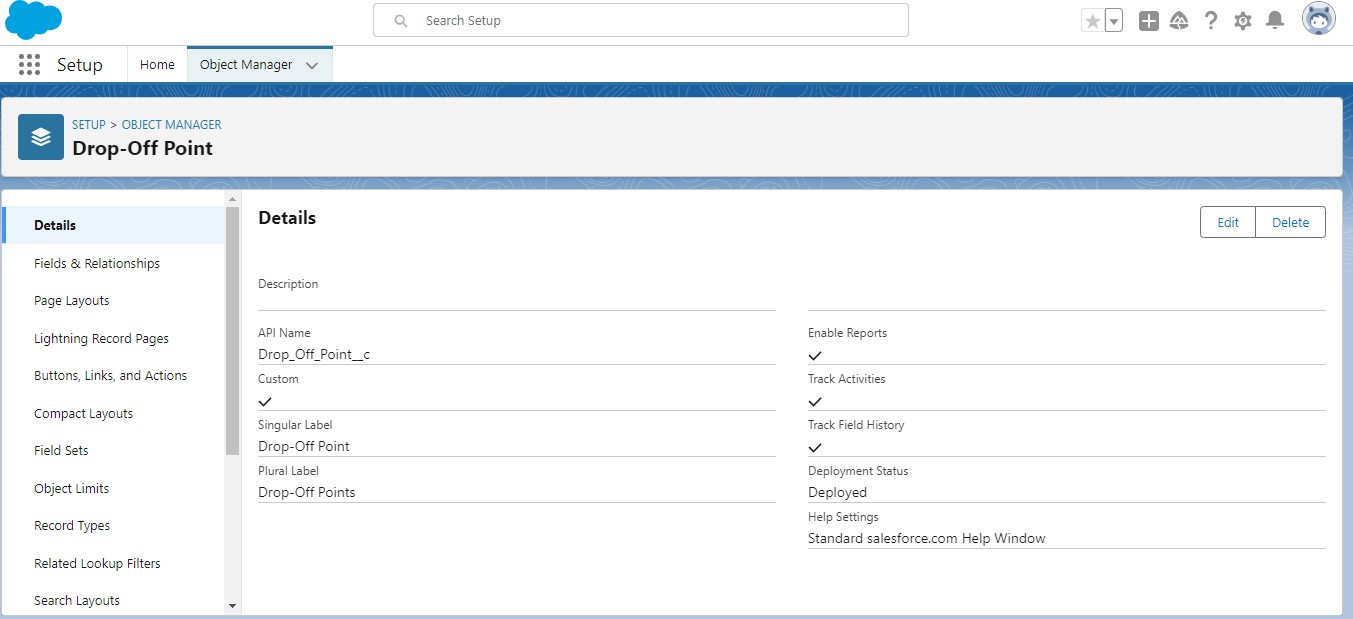 Search Setup
Setup
Home
Object Manager
SETUP > OBJECT MANAGER
Drop-Off Point
Details
Fields & Relationships
Page Layouts
Lightning Record Pages
Buttons, Links, and Actions
Compact Layouts
Field Sets
Object Limits
Record Types
Related Lookup Filters
Search Layouts
Details
Edit
Delete
Description
API Name
Drop_Off_Point__c
Custom
Singular Label
Drop-Off Point
Plural Label
Drop-Off Points
Enable Reports
Track Activities
Track Field History
Deployment Status
Deployed
Help Settings
Standard salesforce.com Help Window